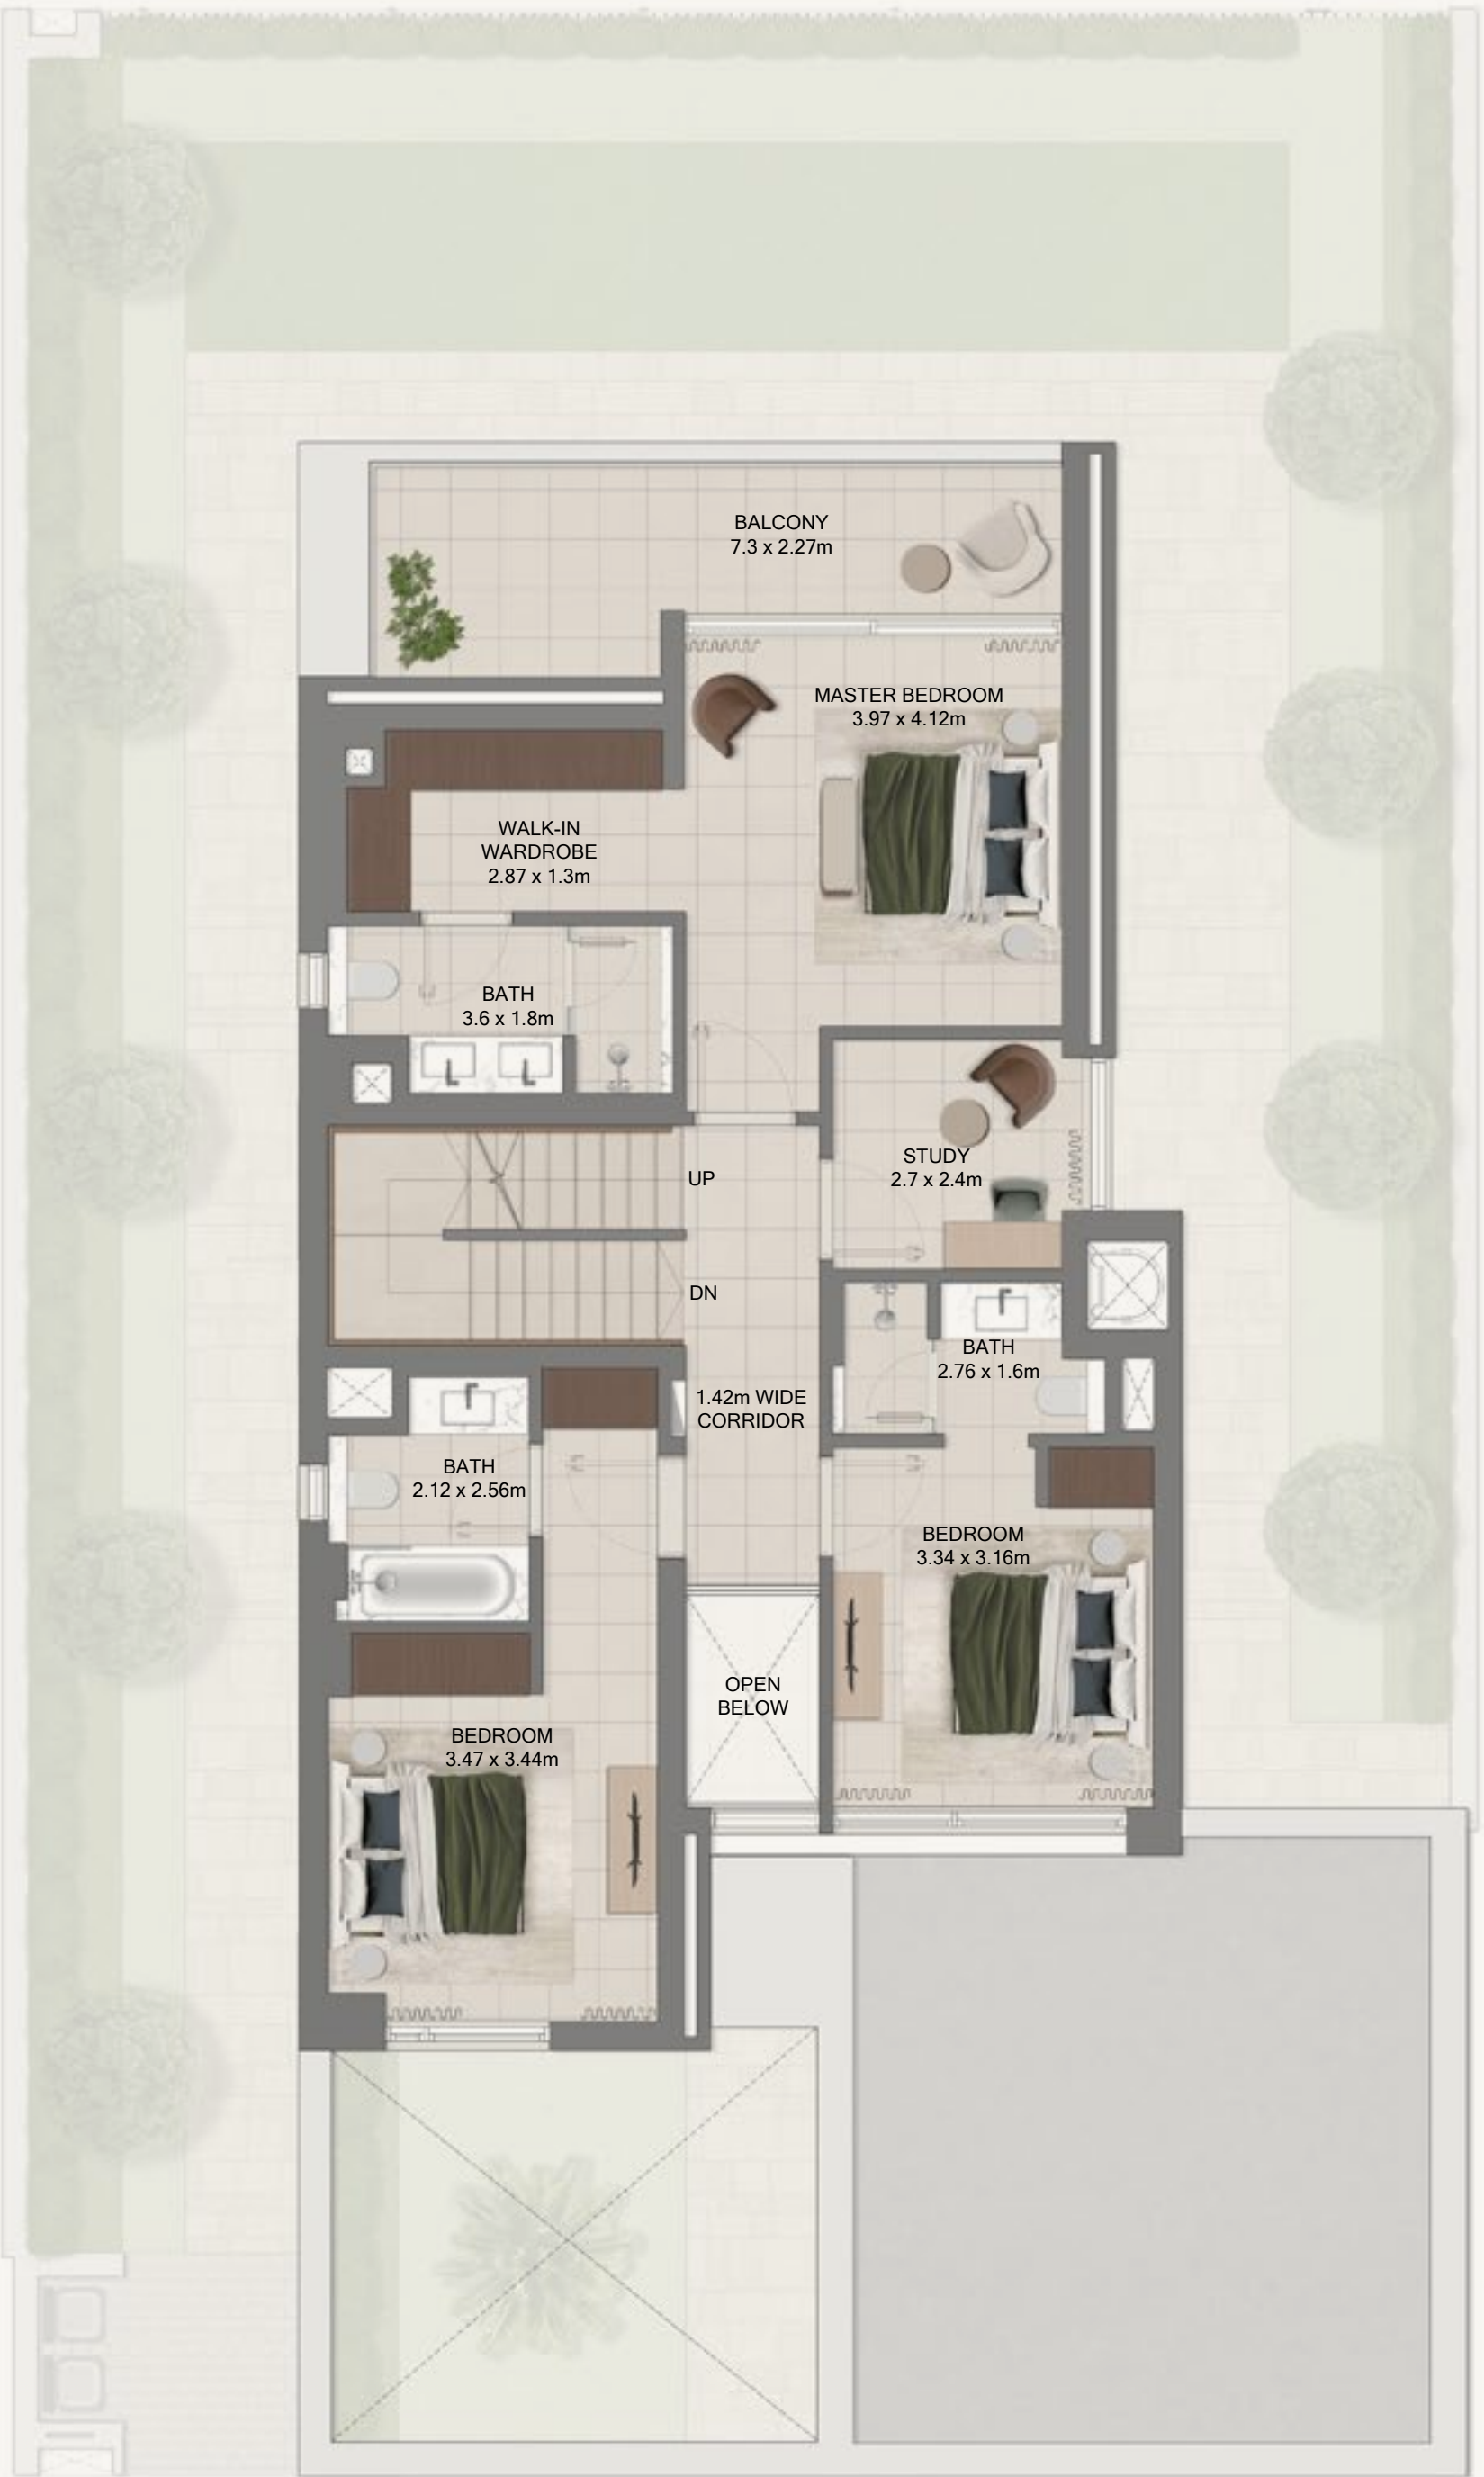 BALCONY
7.3 x 2.27m
MASTER BEDROOM
3.97 x 4.12m
WALK-IN
WARDROBE
2.87 x 1.3m
BATH
3.6 x 1.8m
STUDY
2.7 x 2.4m
UP
DN
BATH
2.76 x 1.6m
1.42m WIDE
CORRIDOR
BATH
2.12 x 2.56m
BEDROOM
3.34 x 3.16m
OPEN
BELOW
BEDROOM
3.47 x 3.44m